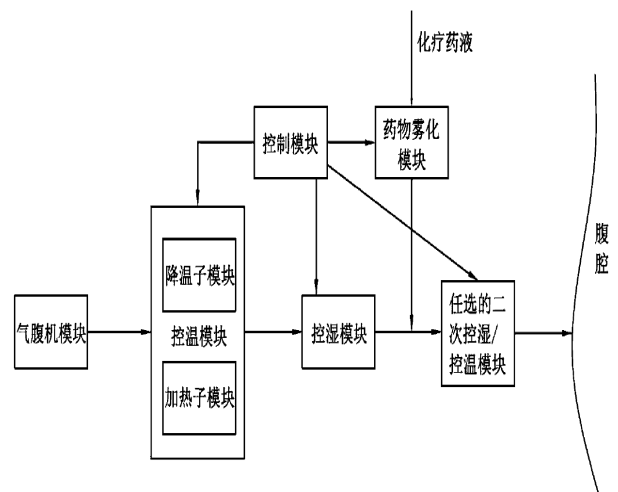 化疗药液
控制模块
药物雾化
模块
腹
腔
降温子模块
气腹机模块
控温模块
控湿模块
任选的二
次控湿/
控温模块
加热子模块